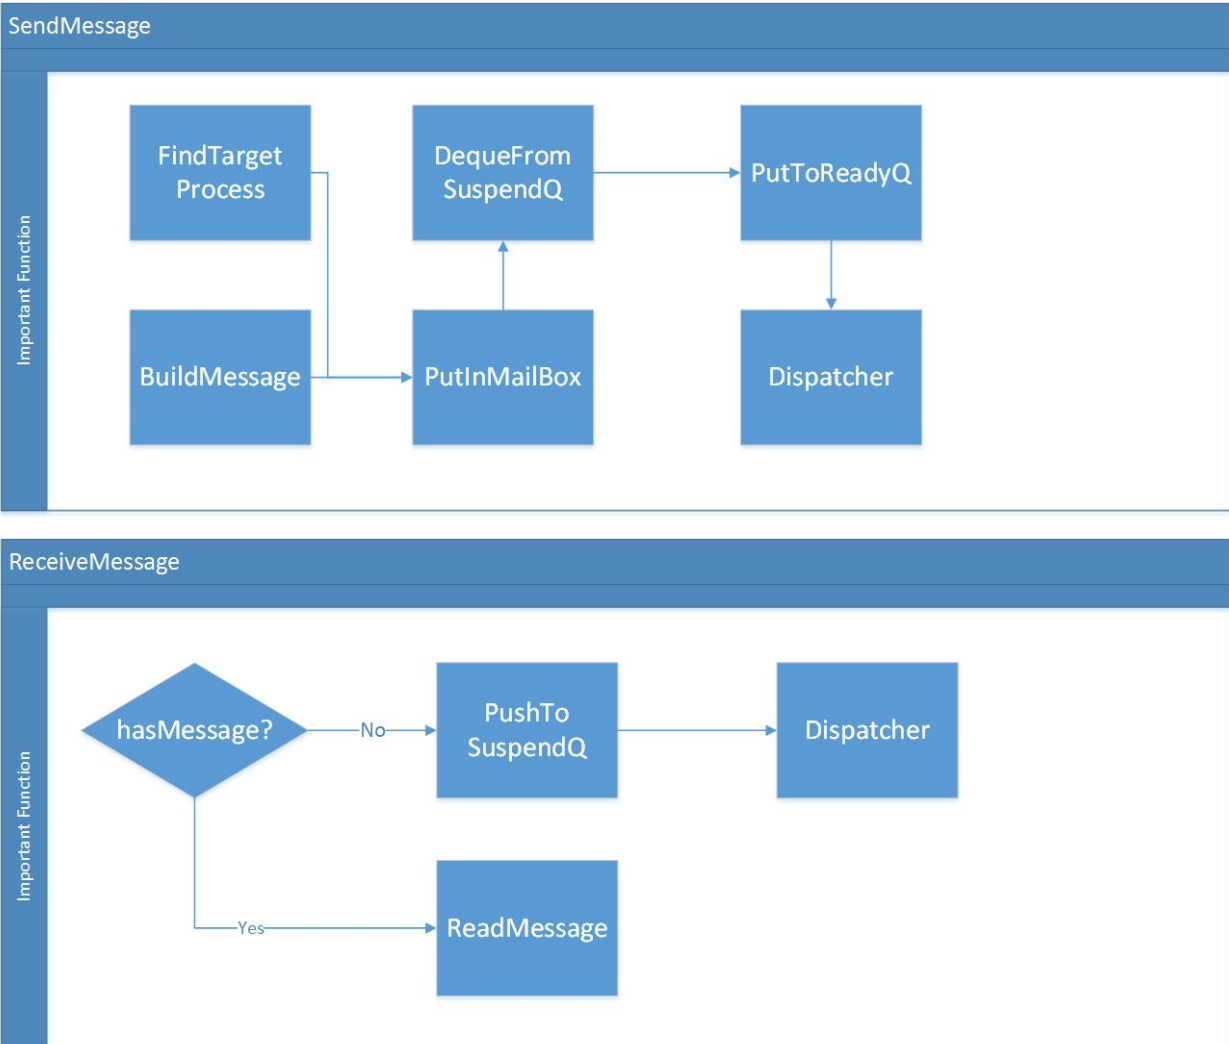 SendMessage
Important Function
FindTarget
Process
DequeFrom
SuspendQ
PutToReadyQ
BuildMessage
PutInMailBox
Dispatcher
ReceiveMessage
Important Function
hasMessage?
No
PushTo
SuspendQ
Dispatcher
Yes
ReadMessage